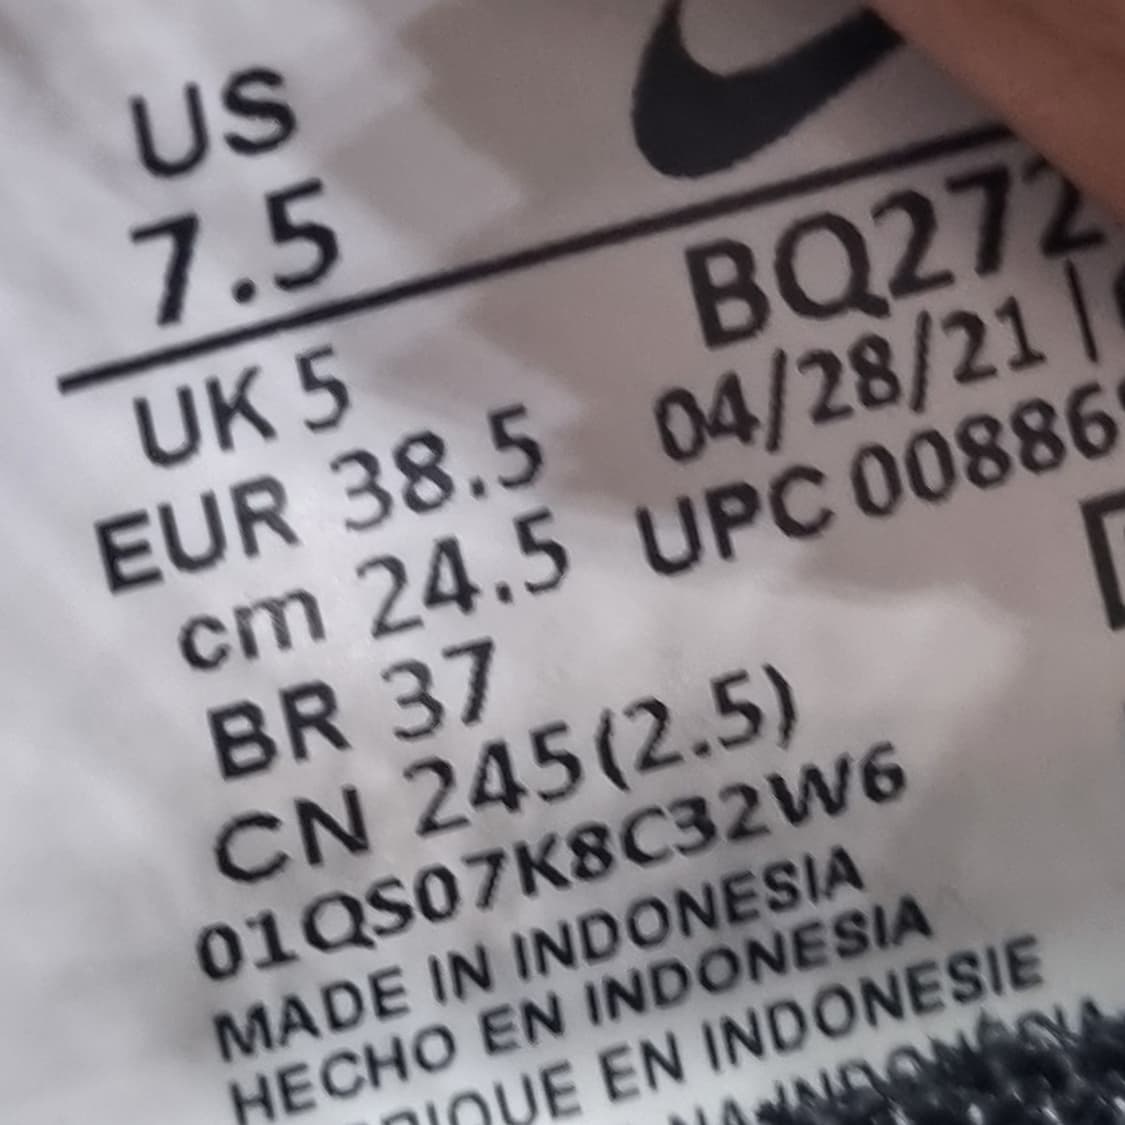 US
7.5
BQ272
UK 5
04/28/21 |
EUR 38.5
UPC 00886
cm 24.5
BR 37
CN 245(2.5)
01QS07K8C32W6
MADE IN INDONESIA
HECHO EN INDONESIA
EN INDONESIE